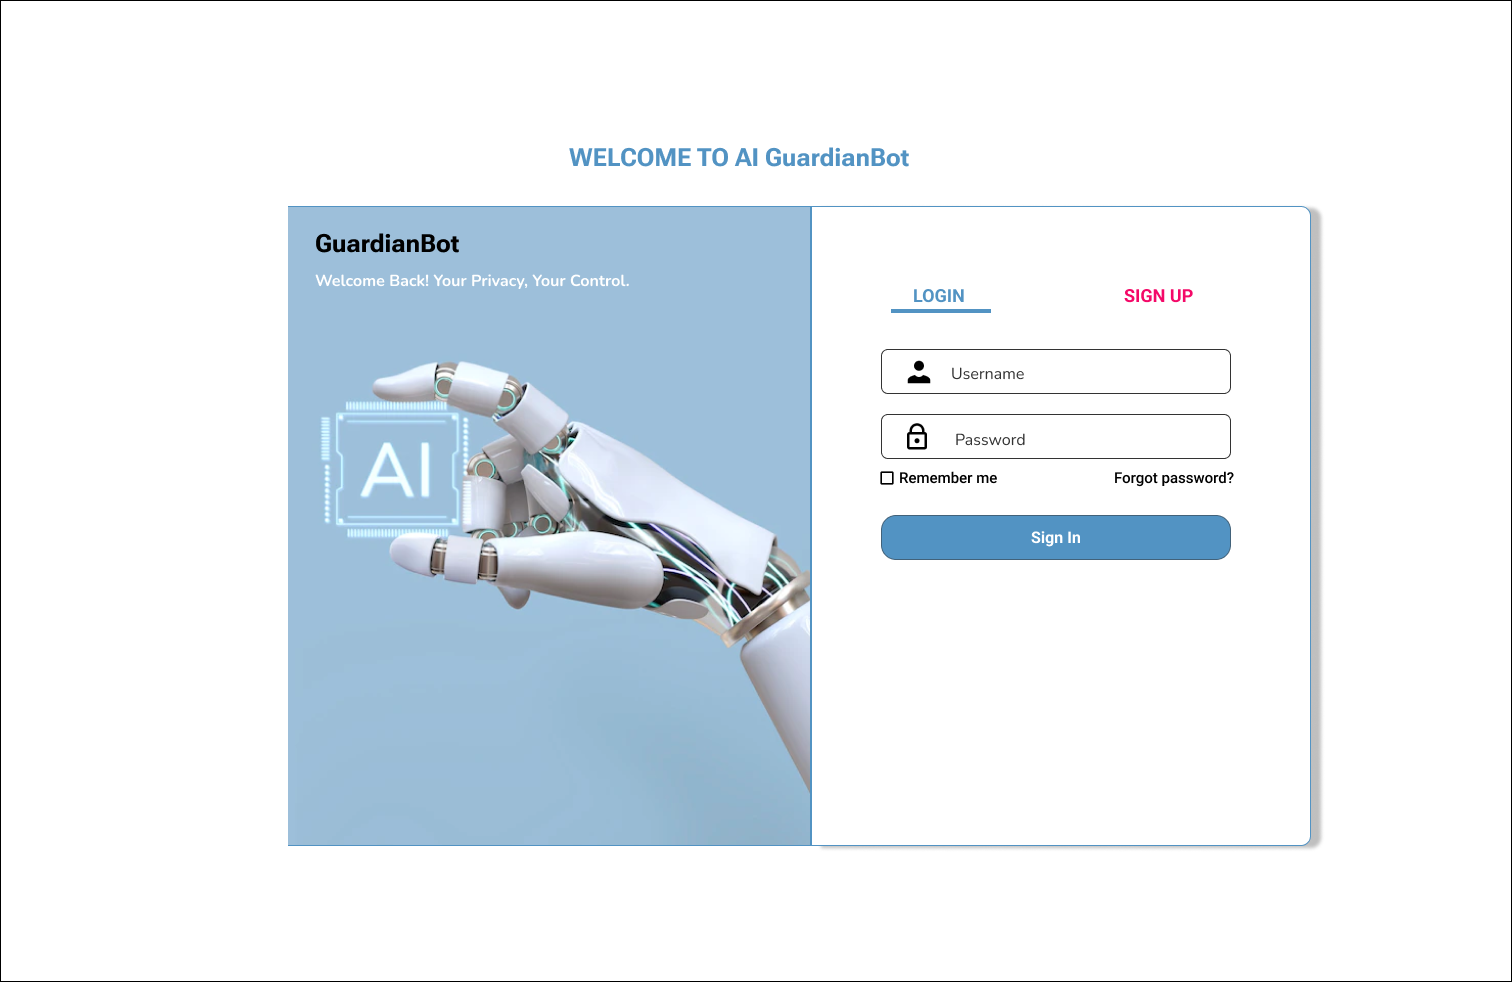 WELCOME TO AI GuardianBot
GuardianBot
Welcome Back! Your Privacy, Your Control.
AI
LOGIN
SIGN UP
Username
Password
Remember me
Forgot password?
Sign In